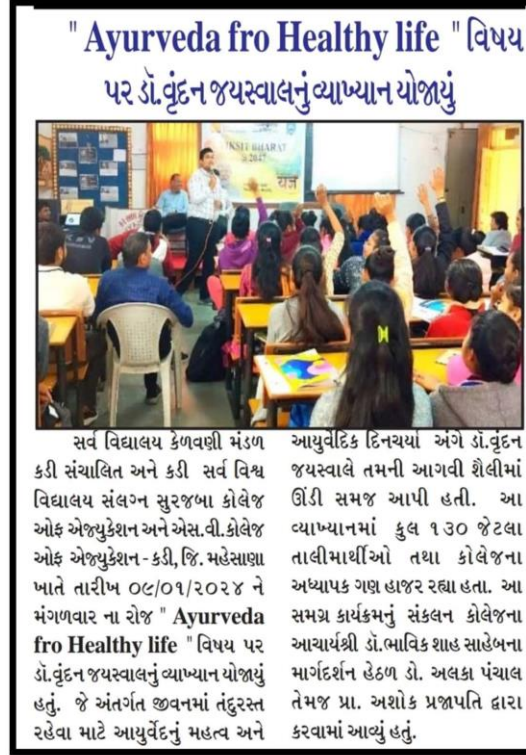 " Ayurveda fro Healthy life " વિષય
પર ડૉ.વૃંદન જયસ્વાલનું વ્યાખ્યાન યોજાયું
IKSIT BHARAT
2047
સર્વ વિદ્યાલય કેળવણી મંડળ
કડી સંચાલિત અને કડી સર્વ વિશ્વ
વિદ્યાલય સંલગ્ન સુરજબા કોલેજ
ઓફ એજ્યુકેશન અને એસ.વી.કોલેજ
ઓફ એજ્યુકેશન - કડી, જિ. મહેસાણા
ખાતે તારીખ ૦૯/૦૧/૨૦૨૪ ને
મંગળવાર ના રોજ " Ayurveda
fro Healthy life " વિષય પર
ડૉ.વૃંદન જયસ્વાલનું વ્યાખ્યાન યોજાયું
હતું. જે અંતર્ગત જીવનમાં તંદુરસ્ત
રહેવા માટે આયુર્વેદનું મહત્વ અને
આયુર્વેદિક દિનચર્યા અંગે ડૉ.વૃંદન
જયસ્વાલે તમની આગવી શૈલીમાં
ઊંડી સમજ આપી હતી. આ
વ્યાખ્યાનમાં કુલ ૧૩૦ જેટલા
તાલીમાર્થીઓ તથા કોલેજના
અધ્યાપક ગણ હાજર રહ્યા હતા. આ
સમગ્ર કાર્યક્રમનું સંકલન કોલેજના
આચાર્યશ્રી ડૉ.ભાવિક શાહ સાહેબના
માર્ગદર્શન હેઠળ ડો. અલકા પંચાલ
તેમજ પ્રા. અશોક પ્રજાપતિ દ્વારા
કરવામાં આવ્યું હતું.